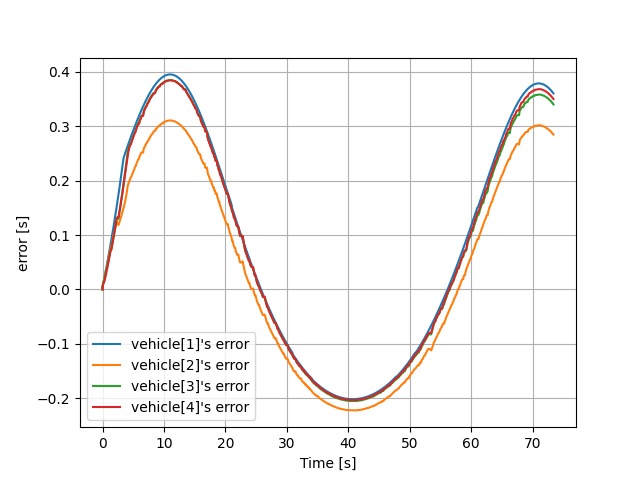 0.4
0.3
0.2
0.1
0.0
−0.1
−0.2
error [s]
vehicle[1]'s error
vehicle[2]'s error
vehicle[3]'s error
vehicle[4]'s error
0 10 20 30 40 50 60 70
Time [s]